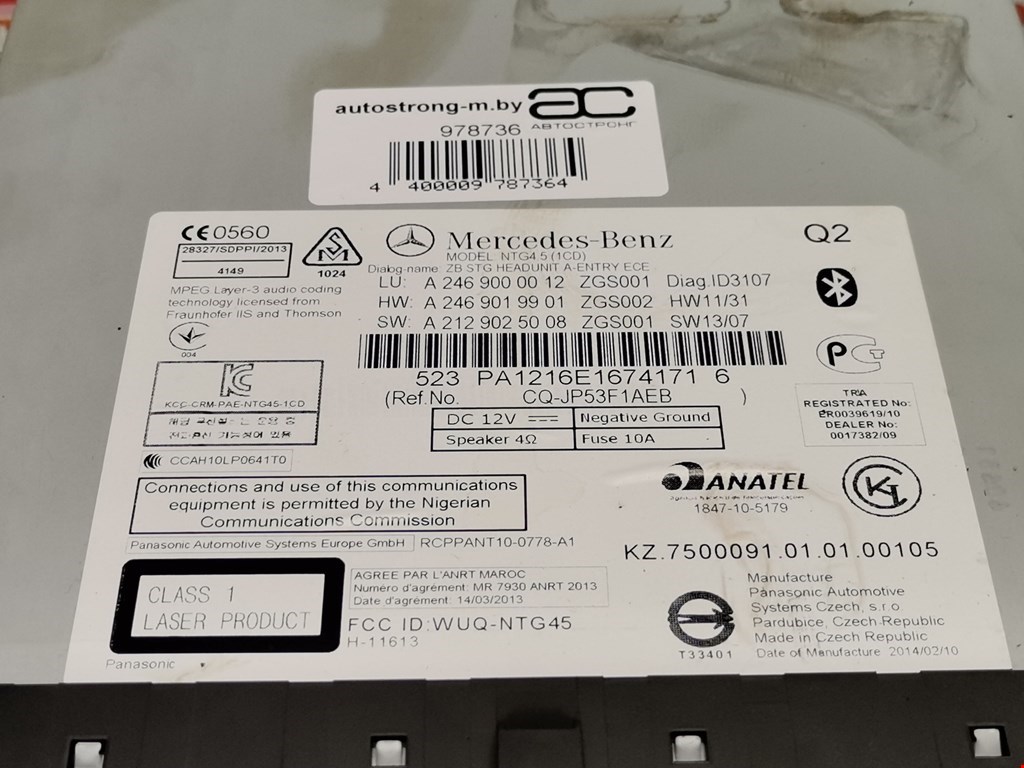 autostrong-m.by
AC
АВТОСТРОНГ
978736
4 400009 787364
CE0560
28327/SDPPI/2013
4149
1024
Mercedes-Benz
MODEL NTG4.5 (1CD)
Dialog-name ZB STG HEADUNIT A-ENTRY ECE
Q2
LU: A 246 900 00 12 ZGS001 Diag.ID3107
HW: A 246 901 99 01 ZGS002 HW11/31
SW: A 212 902 50 08 ZGS001 SW13/07
MPEG Layer-3 audio coding
technology licensed from
Fraunhofer IIS and Thomson
004
523 PA1216E1674171 6
(Ref.No. CQ-JP53F1AEB )
DC 12V
Negative Ground
Speaker 4Ω
Fuse 10A
KCC-CRM-PAE-NTG45-1CD
TRA
REGISTRATED No:
ER0039619/10
DEALER No:
0017382/09
CCAH10LP0641T0
Connections and use of this communications
equipment is permitted by the Nigerian
Communications Commission
ANATEL
1847-10-5179
Panasonic Automotive Systems Europe GmbH RCPPANT10-0778-A1
KZ.7500091.01.01.00105
CLASS 1
LASER PRODUCT
AGREE PAR L'ANRT MAROC
Numéro d'agrément: MR 7930 ANRT 2013
Date d'agrément: 14/03/2013
FCC ID:WUQ-NTG45
H-11613
T33401
Manufacture
Panasonic Automotive
Systems Czech, s.r.o
Pardubice, Czech.Republic
Made in Czech Republic
Date of Manufacture 2014/02/10
Panasonic